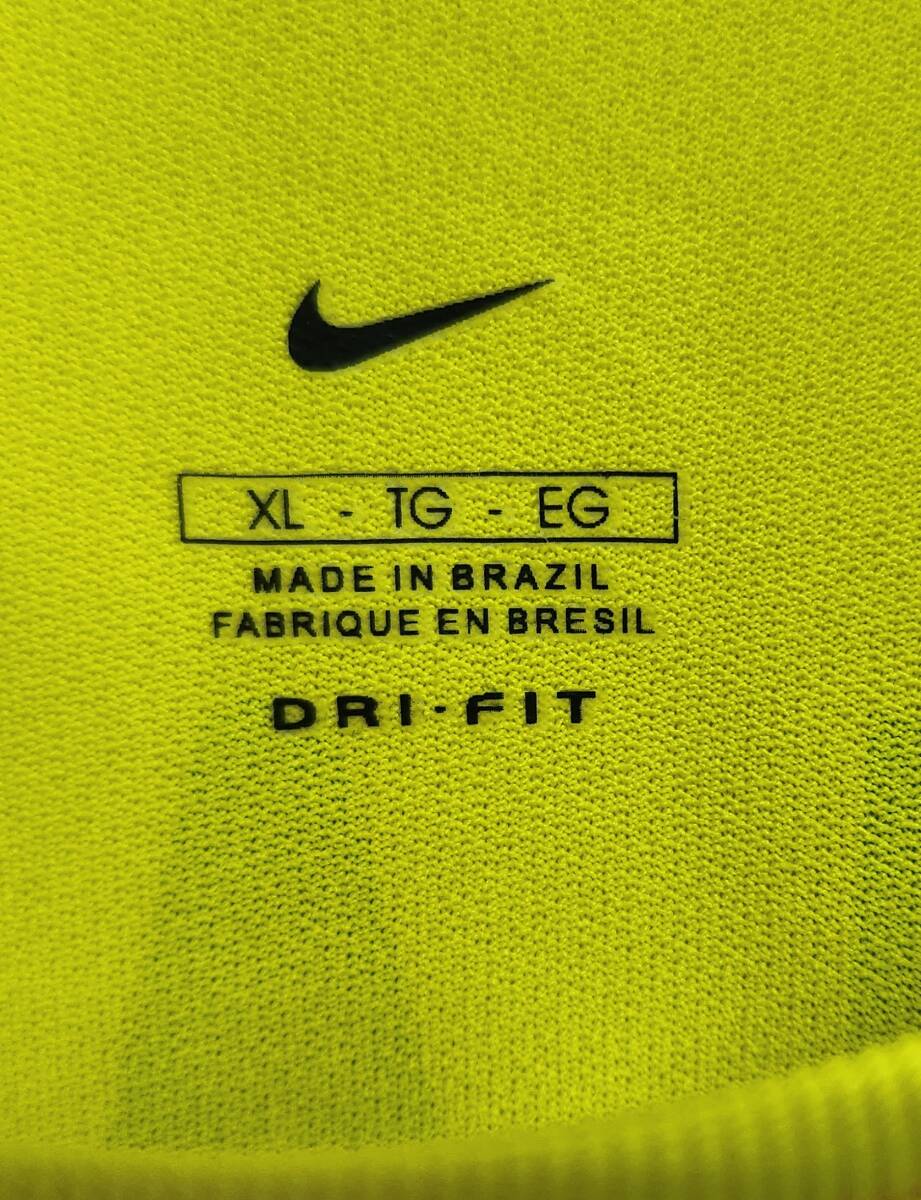 XL - TG - EG
MADE IN BRAZIL
FABRIQUE EN BRESIL
DRI-FIT